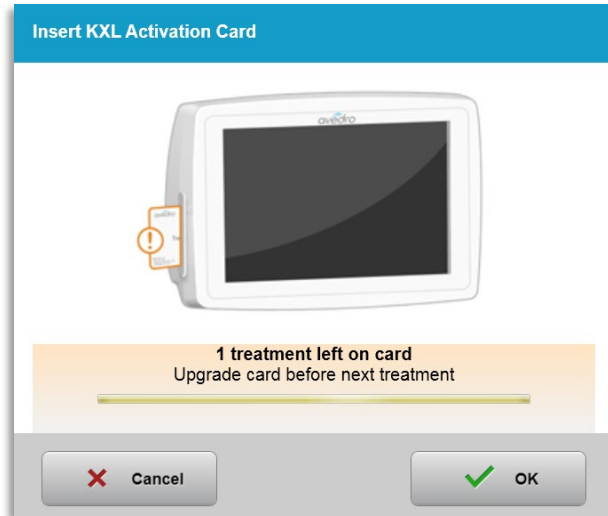 Insert KXL Activation Card
avedro
1 treatment left on card
Upgrade card before next treatment
Cancel
OK